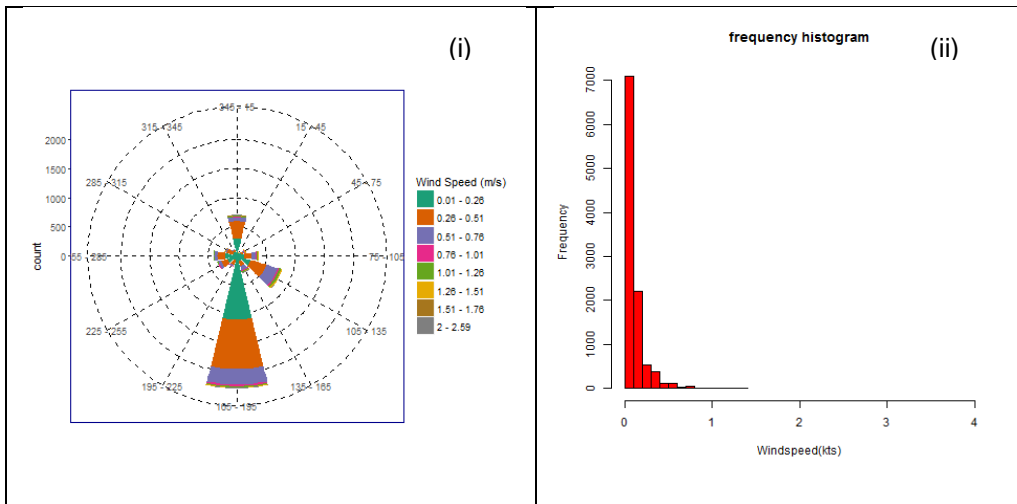 (i)
345 - 15
315 - 345
15 - 45
285 - 315
45 - 75
55 - 285
75 - 105
225 - 255
105 - 135
195 - 225
135 - 165
165 - 195
2000
1500
1000
500
0
count
Wind Speed (m/s)
0.01 - 0.26
0.26 - 0.51
0.51 - 0.76
0.76 - 1.01
1.01 - 1.26
1.26 - 1.51
1.51 - 1.76
2 - 2.59
frequency histogram
(ii)
7000
6000
5000
4000
3000
2000
1000
0
Frequency
0 1 2 3 4
Windspeed(kts)